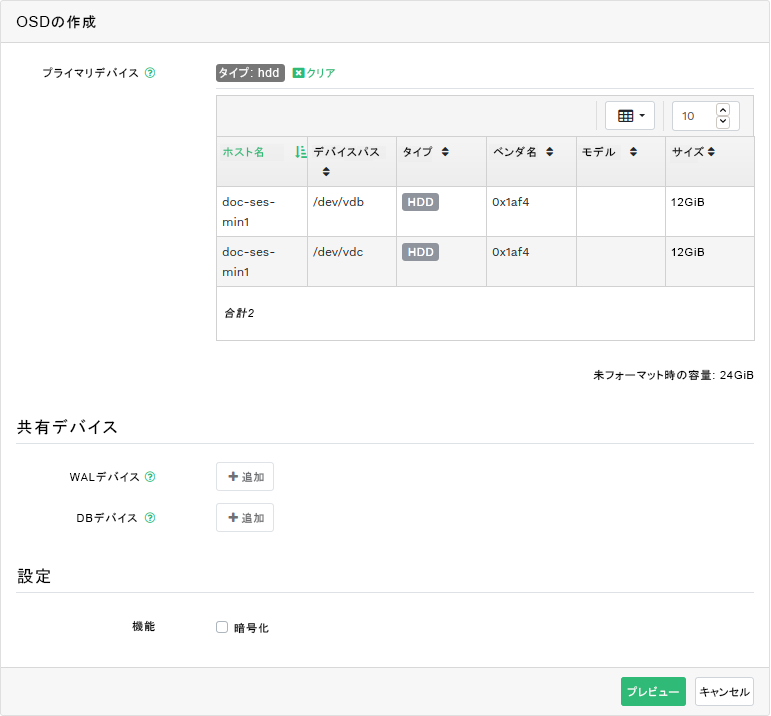 OSDの作成
プライマリデバイス
タイプ: hdd クリア
10
ホスト名 デバイスパス タイプ ベンダ名 モデル サイズ
doc-ses-min1 /dev/vdb HDD 0x1af4 12GiB
doc-ses-min1 /dev/vdc HDD 0x1af4 12GiB
合計2
未フォーマット時の容量: 24GiB
共有デバイス
WALデバイス 追加
DBデバイス 追加
設定
機能 暗号化
プレビュー キャンセル